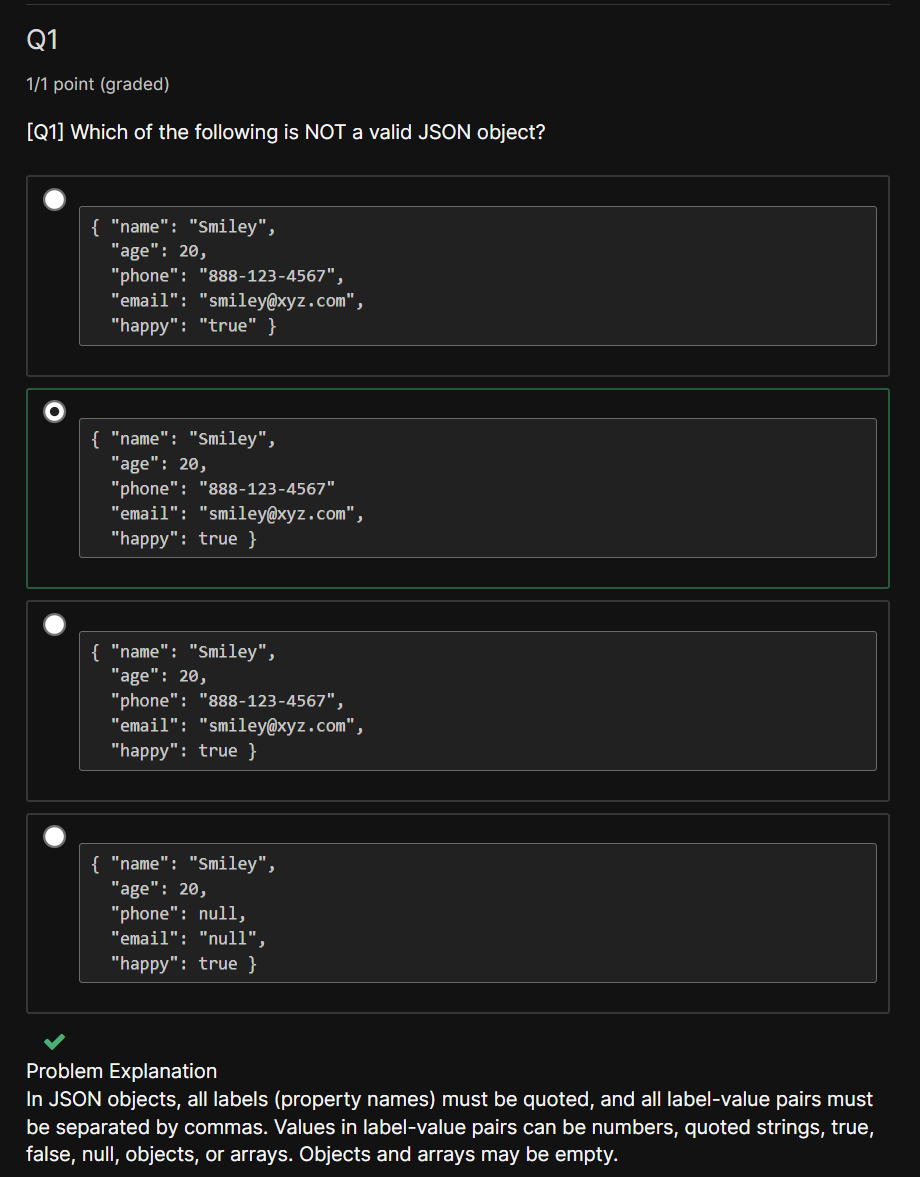 Q1
1/1 point (graded)
[Q1] Which of the following is NOT a valid JSON object?
{ "name": "Smiley",
"age": 20,
"phone": "888-123-4567",
"email": "smiley@xyz.com",
"happy": "true" }
{ "name": "Smiley",
"age": 20,
"phone": "888-123-4567"
"email": "smiley@xyz.com",
"happy": true }
{ "name": "Smiley",
"age": 20,
"phone": "888-123-4567",
"email": "smiley@xyz.com",
"happy": true }
{ "name": "Smiley",
"age": 20,
"phone": null,
"email": "null",
"happy": true }
Problem Explanation
In JSON objects, all labels (property names) must be quoted, and all label-value pairs must
be separated by commas. Values in label-value pairs can be numbers, quoted strings, true,
false, null, objects, or arrays. Objects and arrays may be empty.